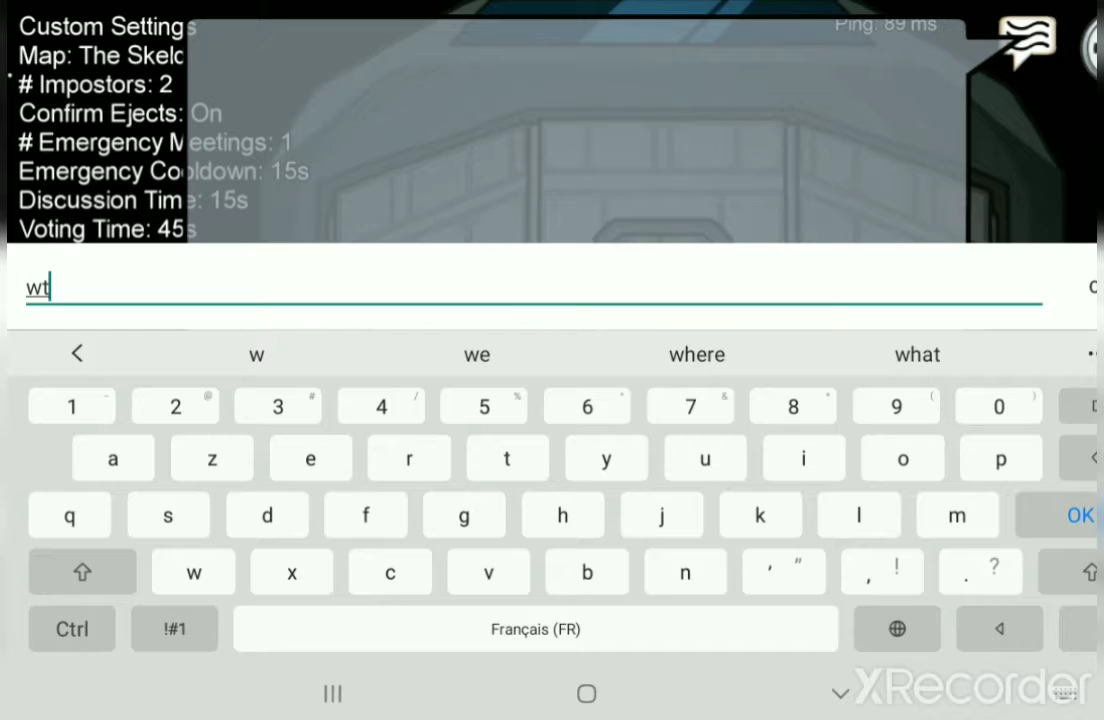 Custom Settings
Ping: 89 ms
Map: The Skeld
# Impostors: 2
Confirm Ejects: On
# Emergency Meetings: 1
Emergency Cooldown: 15s
Discussion Time: 15s
Voting Time: 45s
wt
w we where what
1 2 3 4 5 6 7 8 9 0
a z e r t y u i o p
q s d f g h j k l m OK
w x c v b n ' " , ! . ?
Ctrl !#1 Français (FR)
XRecorder